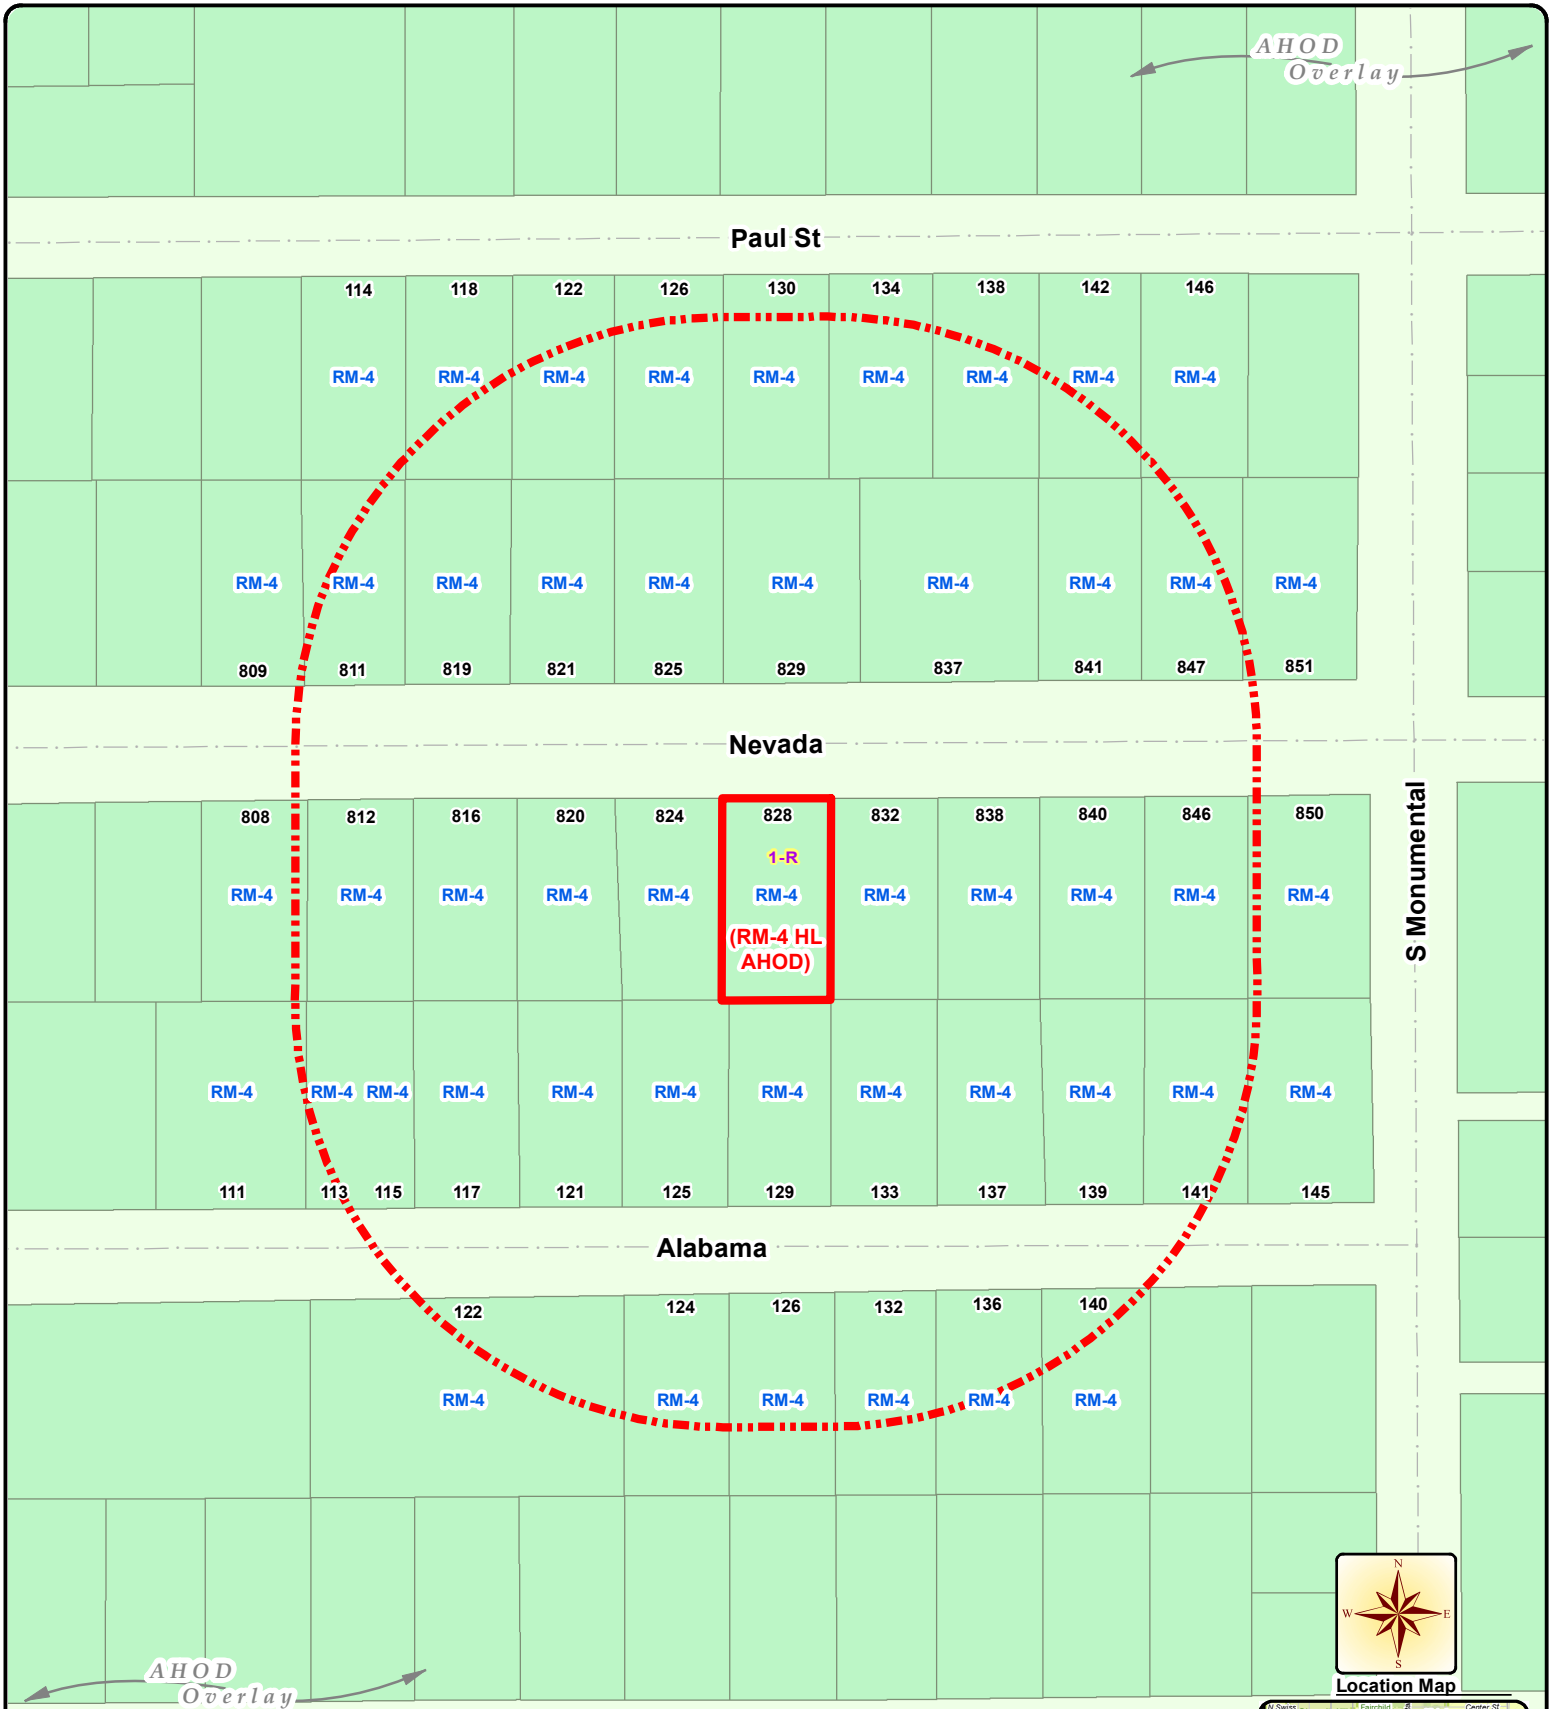 AHOD
Overlay
Paul St
114 118 122 126 130 134 138 142 146
RM-4 RM-4 RM-4 RM-4 RM-4 RM-4 RM-4 RM-4 RM-4
RM-4 RM-4 RM-4 RM-4 RM-4 RM-4 RM-4 RM-4 RM-4 RM-4
809 811 819 821 825 829 837 841 847 851
Nevada
S Monumental
808 812 816 820 824 828 832 838 840 846 850
1-R
RM-4 RM-4 RM-4 RM-4 RM-4 RM-4 RM-4 RM-4 RM-4 RM-4 RM-4
(RM-4 HL
AHOD)
RM-4 RM-4 RM-4 RM-4 RM-4 RM-4 RM-4 RM-4 RM-4 RM-4 RM-4 RM-4
111 113 115 117 121 125 129 133 137 139 141 145
Alabama
122 124 126 132 136 140
RM-4 RM-4 RM-4 RM-4 RM-4 RM-4
N
W E
S
AHOD
Overlay
Location Map
N Swiss Fairchild Center St